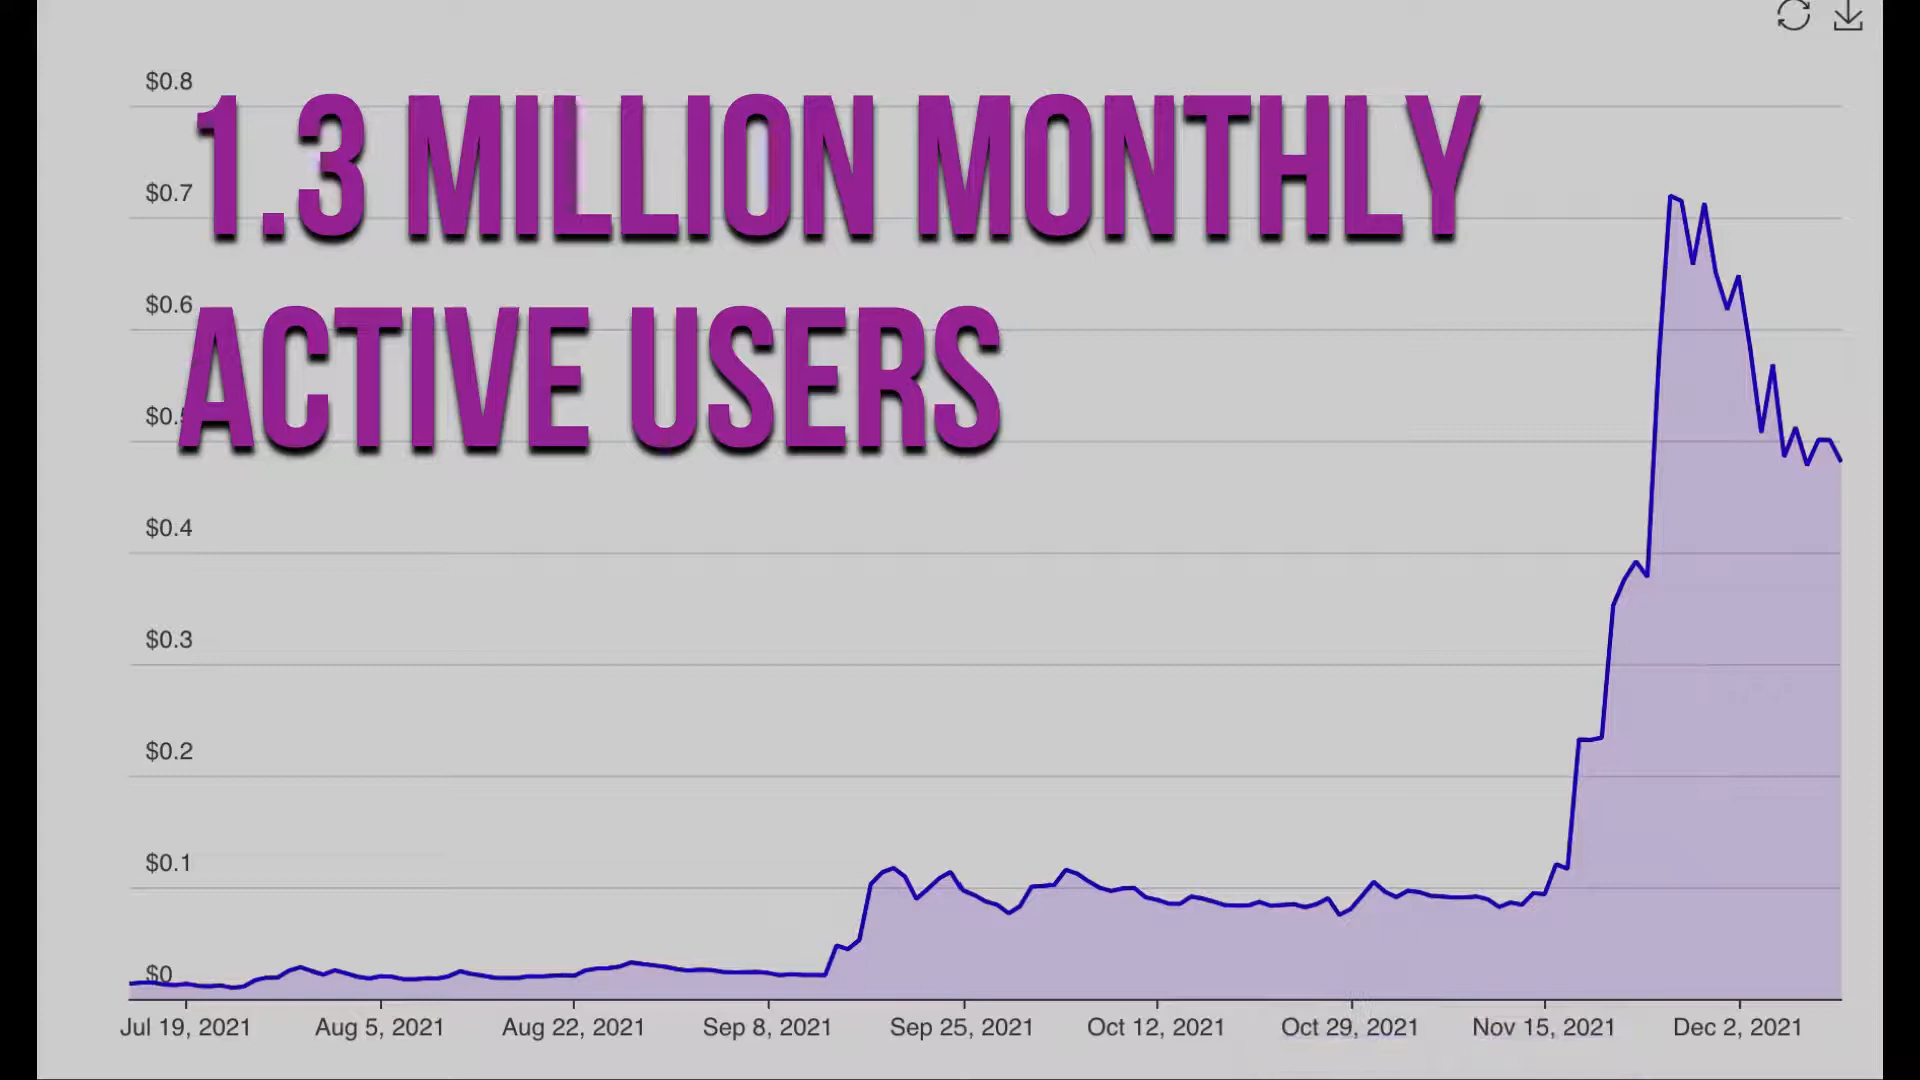 $0.8
1.3 MILLION MONTHLY
$0.7
$0.6
ACTIVE USERS
$0.4
$0.3
$0.2
$0.1
$0
Jul 19, 2021 Aug 5, 2021 Aug 22, 2021 Sep 8, 2021 Sep 25, 2021 Oct 12, 2021 Oct 29, 2021 Nov 15, 2021 Dec 2, 2021